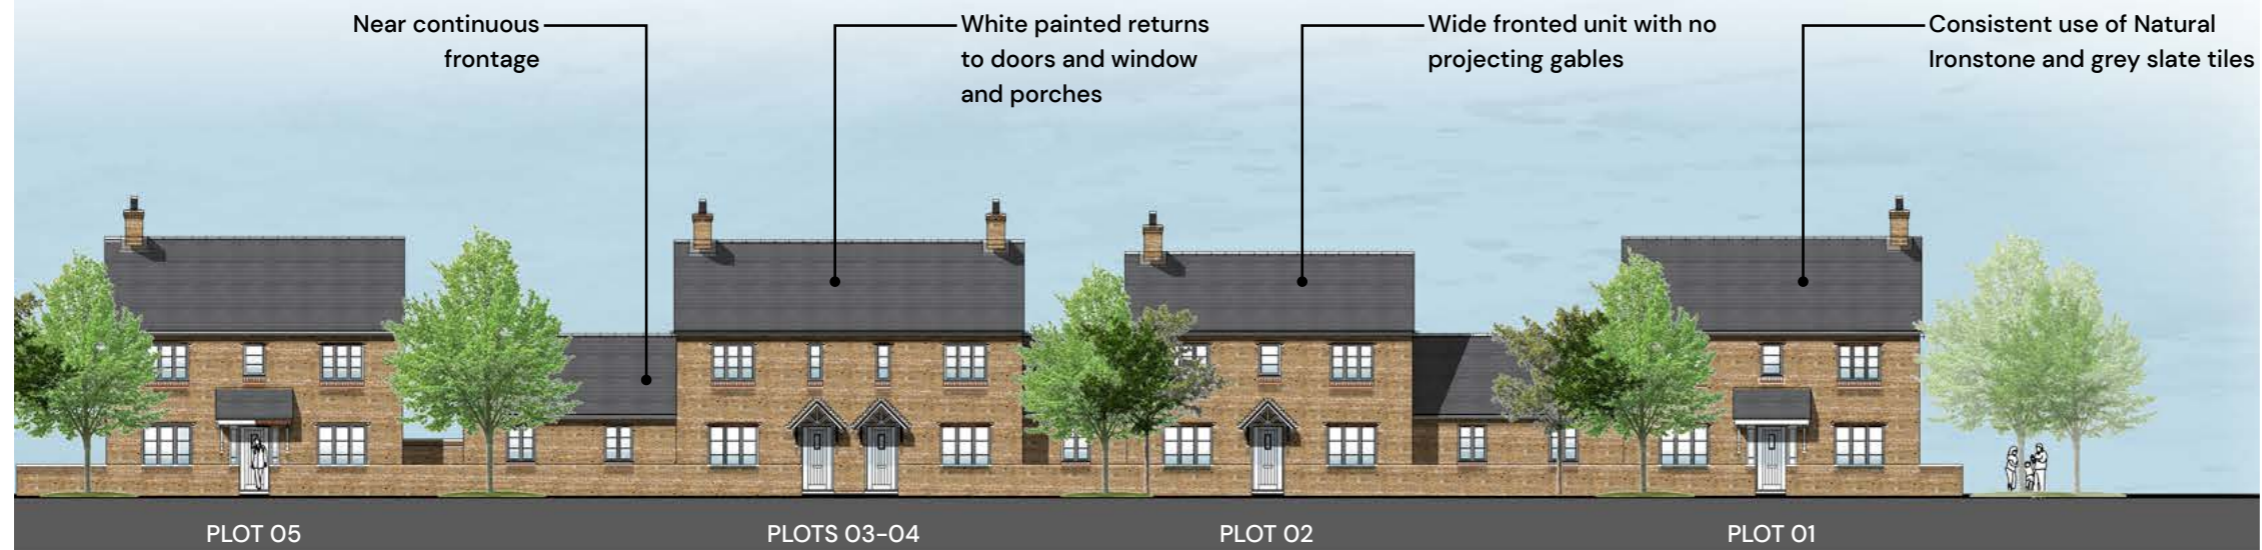 Near continuous
frontage
White painted returns
to doors and window
and porches
Wide fronted unit with no
projecting gables
Consistent use of Natural
Ironstone and grey slate tiles
PLOT 05
PLOTS 03-04
PLOT 02
PLOT 01